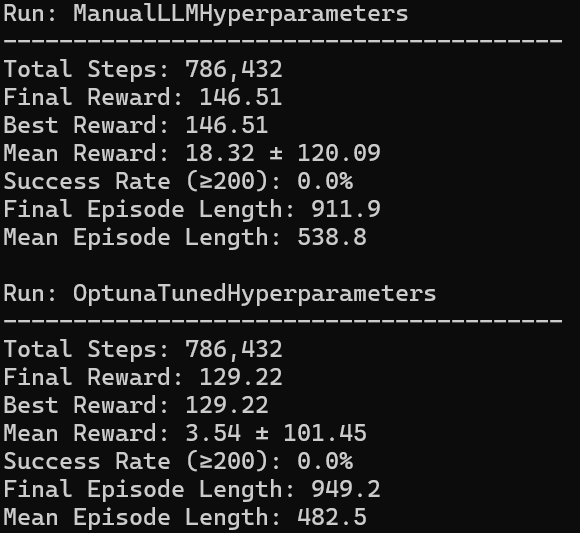 Run: ManualLLMHyperparameters
----------------------------------------
Total Steps: 786,432
Final Reward: 146.51
Best Reward: 146.51
Mean Reward: 18.32 ± 120.09
Success Rate (≥200): 0.0%
Final Episode Length: 911.9
Mean Episode Length: 538.8

Run: OptunaTunedHyperparameters
----------------------------------------
Total Steps: 786,432
Final Reward: 129.22
Best Reward: 129.22
Mean Reward: 3.54 ± 101.45
Success Rate (≥200): 0.0%
Final Episode Length: 949.2
Mean Episode Length: 482.5